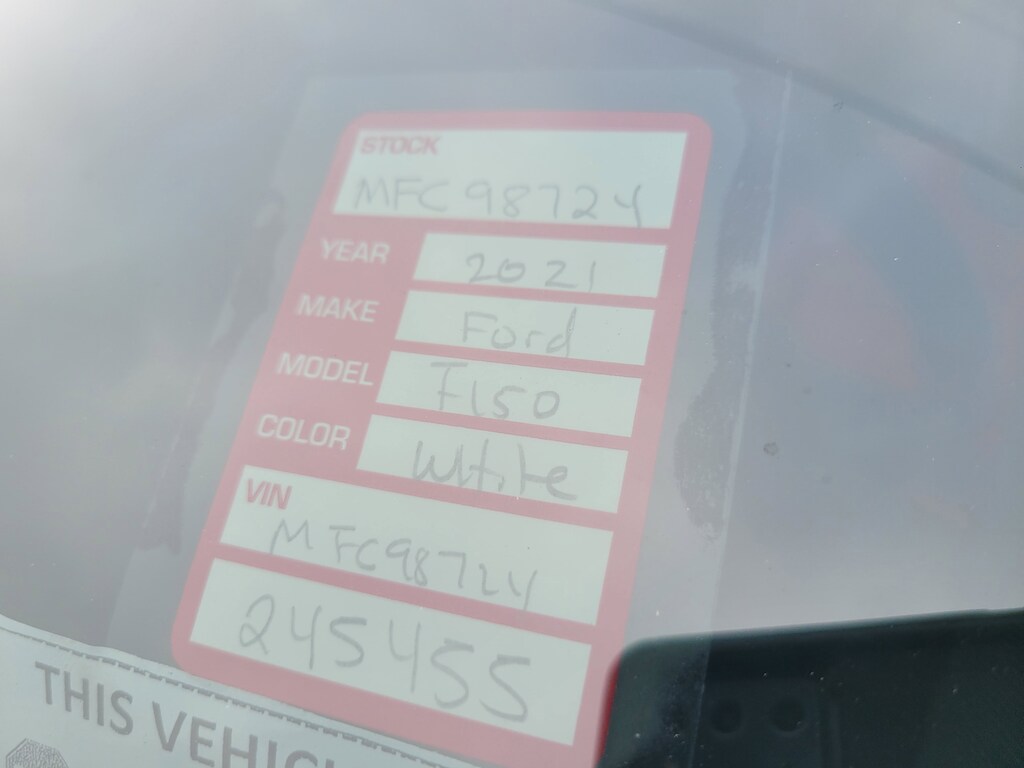 STOCK
MFC98724
YEAR 2021
MAKE Ford
MODEL F150
COLOR White
VIN
MFC98724
245455
THIS VEHIC